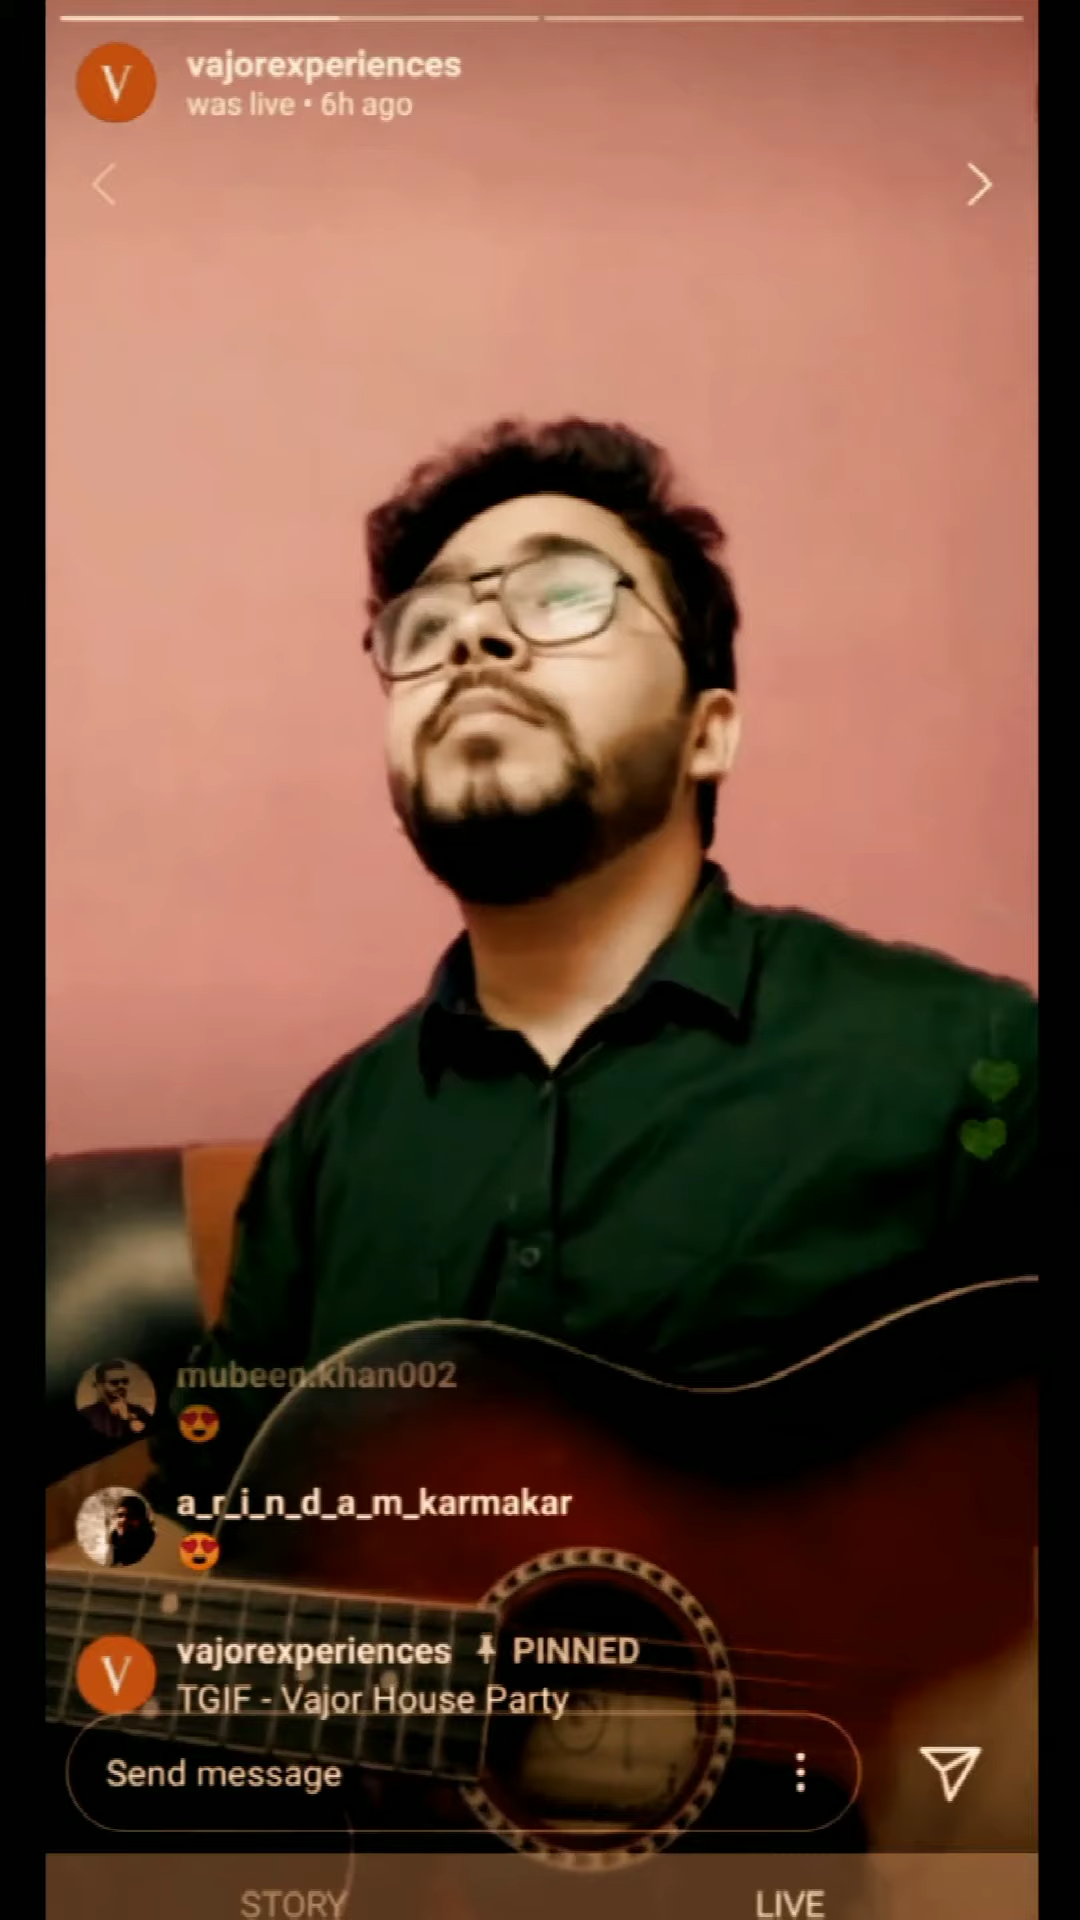 V
vajorexperiences
was live • 6h ago
mubeen.khan002
a_r_i_n_d_a_m_karmakar
V
vajorexperiences PINNED
TGIF - Vajor House Party
Send message
STORY
LIVE